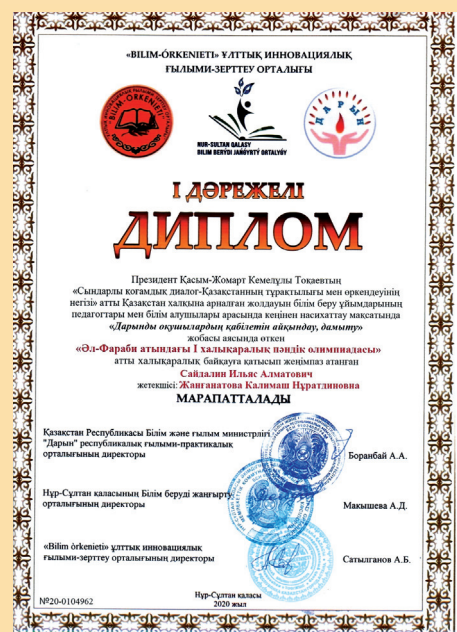 «BILIM-ÓRKENIETI» ҰЛТТЫҚ ИННОВАЦИЯЛЫҚ
ҒЫЛЫМИ-ЗЕРТТЕУ ОРТАЛЫҒЫ
"BILIM-ORKENIETI"
NUR-SULTAN QALASY
BILIM BERÝDI JAŃǴYRTÝ ORTALYǴY
ДАРЫН
I ДӘРЕЖЕЛІ
ДИПЛОМ
Президент Қасым-Жомарт Кемелұлы Тоқаевтың
«Сындарлы қоғамдық диалог-Қазақстанның тұрақтылығы мен өркендеуінің
негізі» атты Қазақстан халқына арналған жолдауын білім беру ұйымдарының
педагогтары мен білім алушылары арасында кеңінен насихаттау мақсатында
«Дарынды оқушылардың қабілетін айқындау, дамыту»
жобасы аясында өткен
«Әл-Фараби атындағы I халықаралық пәндік олимпиадасы»
атты халықаралық байқауға қатысып жеңімпаз атанған
Сайдалин Ильяс Алматович
жетекшісі: Жанганатова Калимаш Нұратлиновна
МАРАПАТТАЛАДЫ
Қазақстан Республикасы Білім және ғылым министрлігі
"Дарын" республикалық ғылыми-практикалық
орталығының директоры
Боранбай А.А.
Нұр-Сұлтан қаласының Білім беруді жаңғырту
орталығының директоры
Макышева А.Д.
«Bilim órkenieti» ұлттық инновациялық
ғылыми-зерттеу орталығының директоры
Сатылганов А.Б.
№20-0104962
Нұр-Сұлтан қаласы
2020 жыл